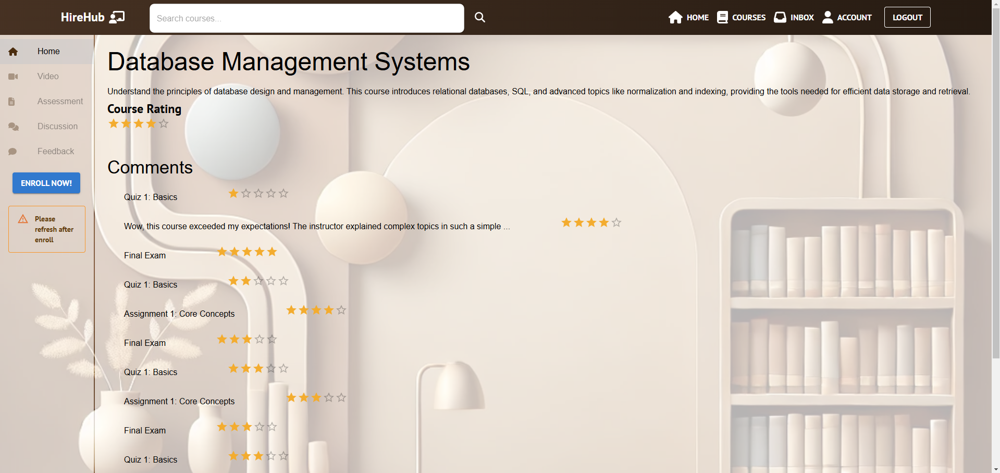 HireHub
Search courses...
HOME
COURSES
INBOX
ACCOUNT
LOGOUT
Home
Video
Assessment
Discussion
Feedback
ENROLL NOW!
Please
refresh after
enroll
Database Management Systems
Understand the principles of database design and management. This course introduces relational databases, SQL, and advanced topics like normalization and indexing, providing the tools needed for efficient data storage and retrieval.
Course Rating
Comments
Quiz 1: Basics
Wow, this course exceeded my expectations! The instructor explained complex topics in such a simple ...
Final Exam
Quiz 1: Basics
Assignment 1: Core Concepts
Final Exam
Quiz 1: Basics
Assignment 1: Core Concepts
Final Exam
Quiz 1: Basics